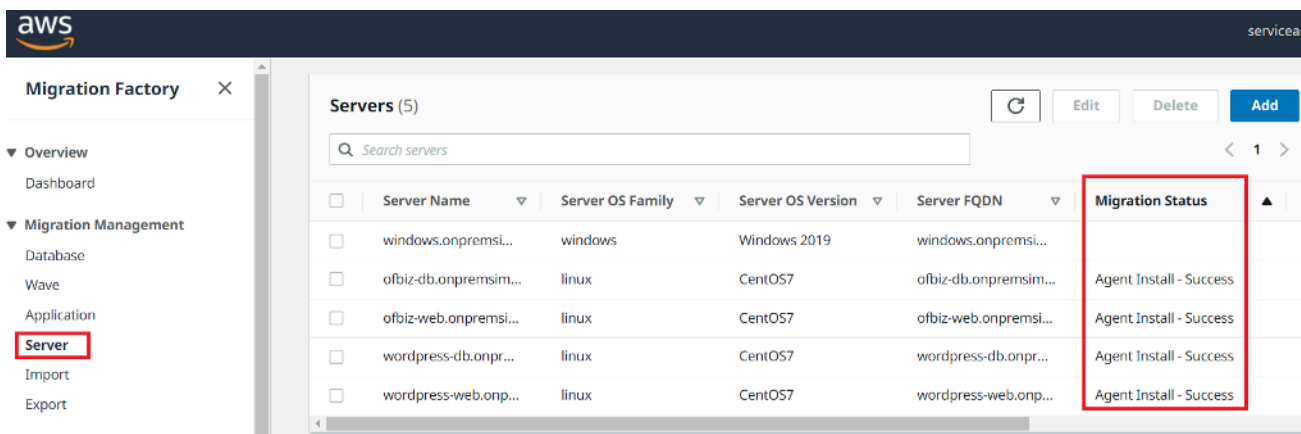 aws
servicea
Migration Factory
Overview
Dashboard
Migration Management
Database
Wave
Application
Server
Import
Export
Servers (5)
Edit Delete Add
Search servers
1
Server Name Server OS Family Server OS Version Server FQDN Migration Status
windows.onpremsi... windows Windows 2019 windows.onpremsi...
ofbiz-db.onpremsim... linux CentOS7 ofbiz-db.onpremsim... Agent Install - Success
ofbiz-web.onpremsi... linux CentOS7 ofbiz-web.onpremsi... Agent Install - Success
wordpress-db.onpr... linux CentOS7 wordpress-db.onpr... Agent Install - Success
wordpress-web.onp... linux CentOS7 wordpress-web.onp... Agent Install - Success